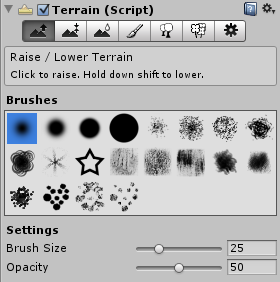 Terrain (Script)
Raise / Lower Terrain
Click to raise. Hold down shift to lower.
Brushes
Settings
Brush Size 25
Opacity 50